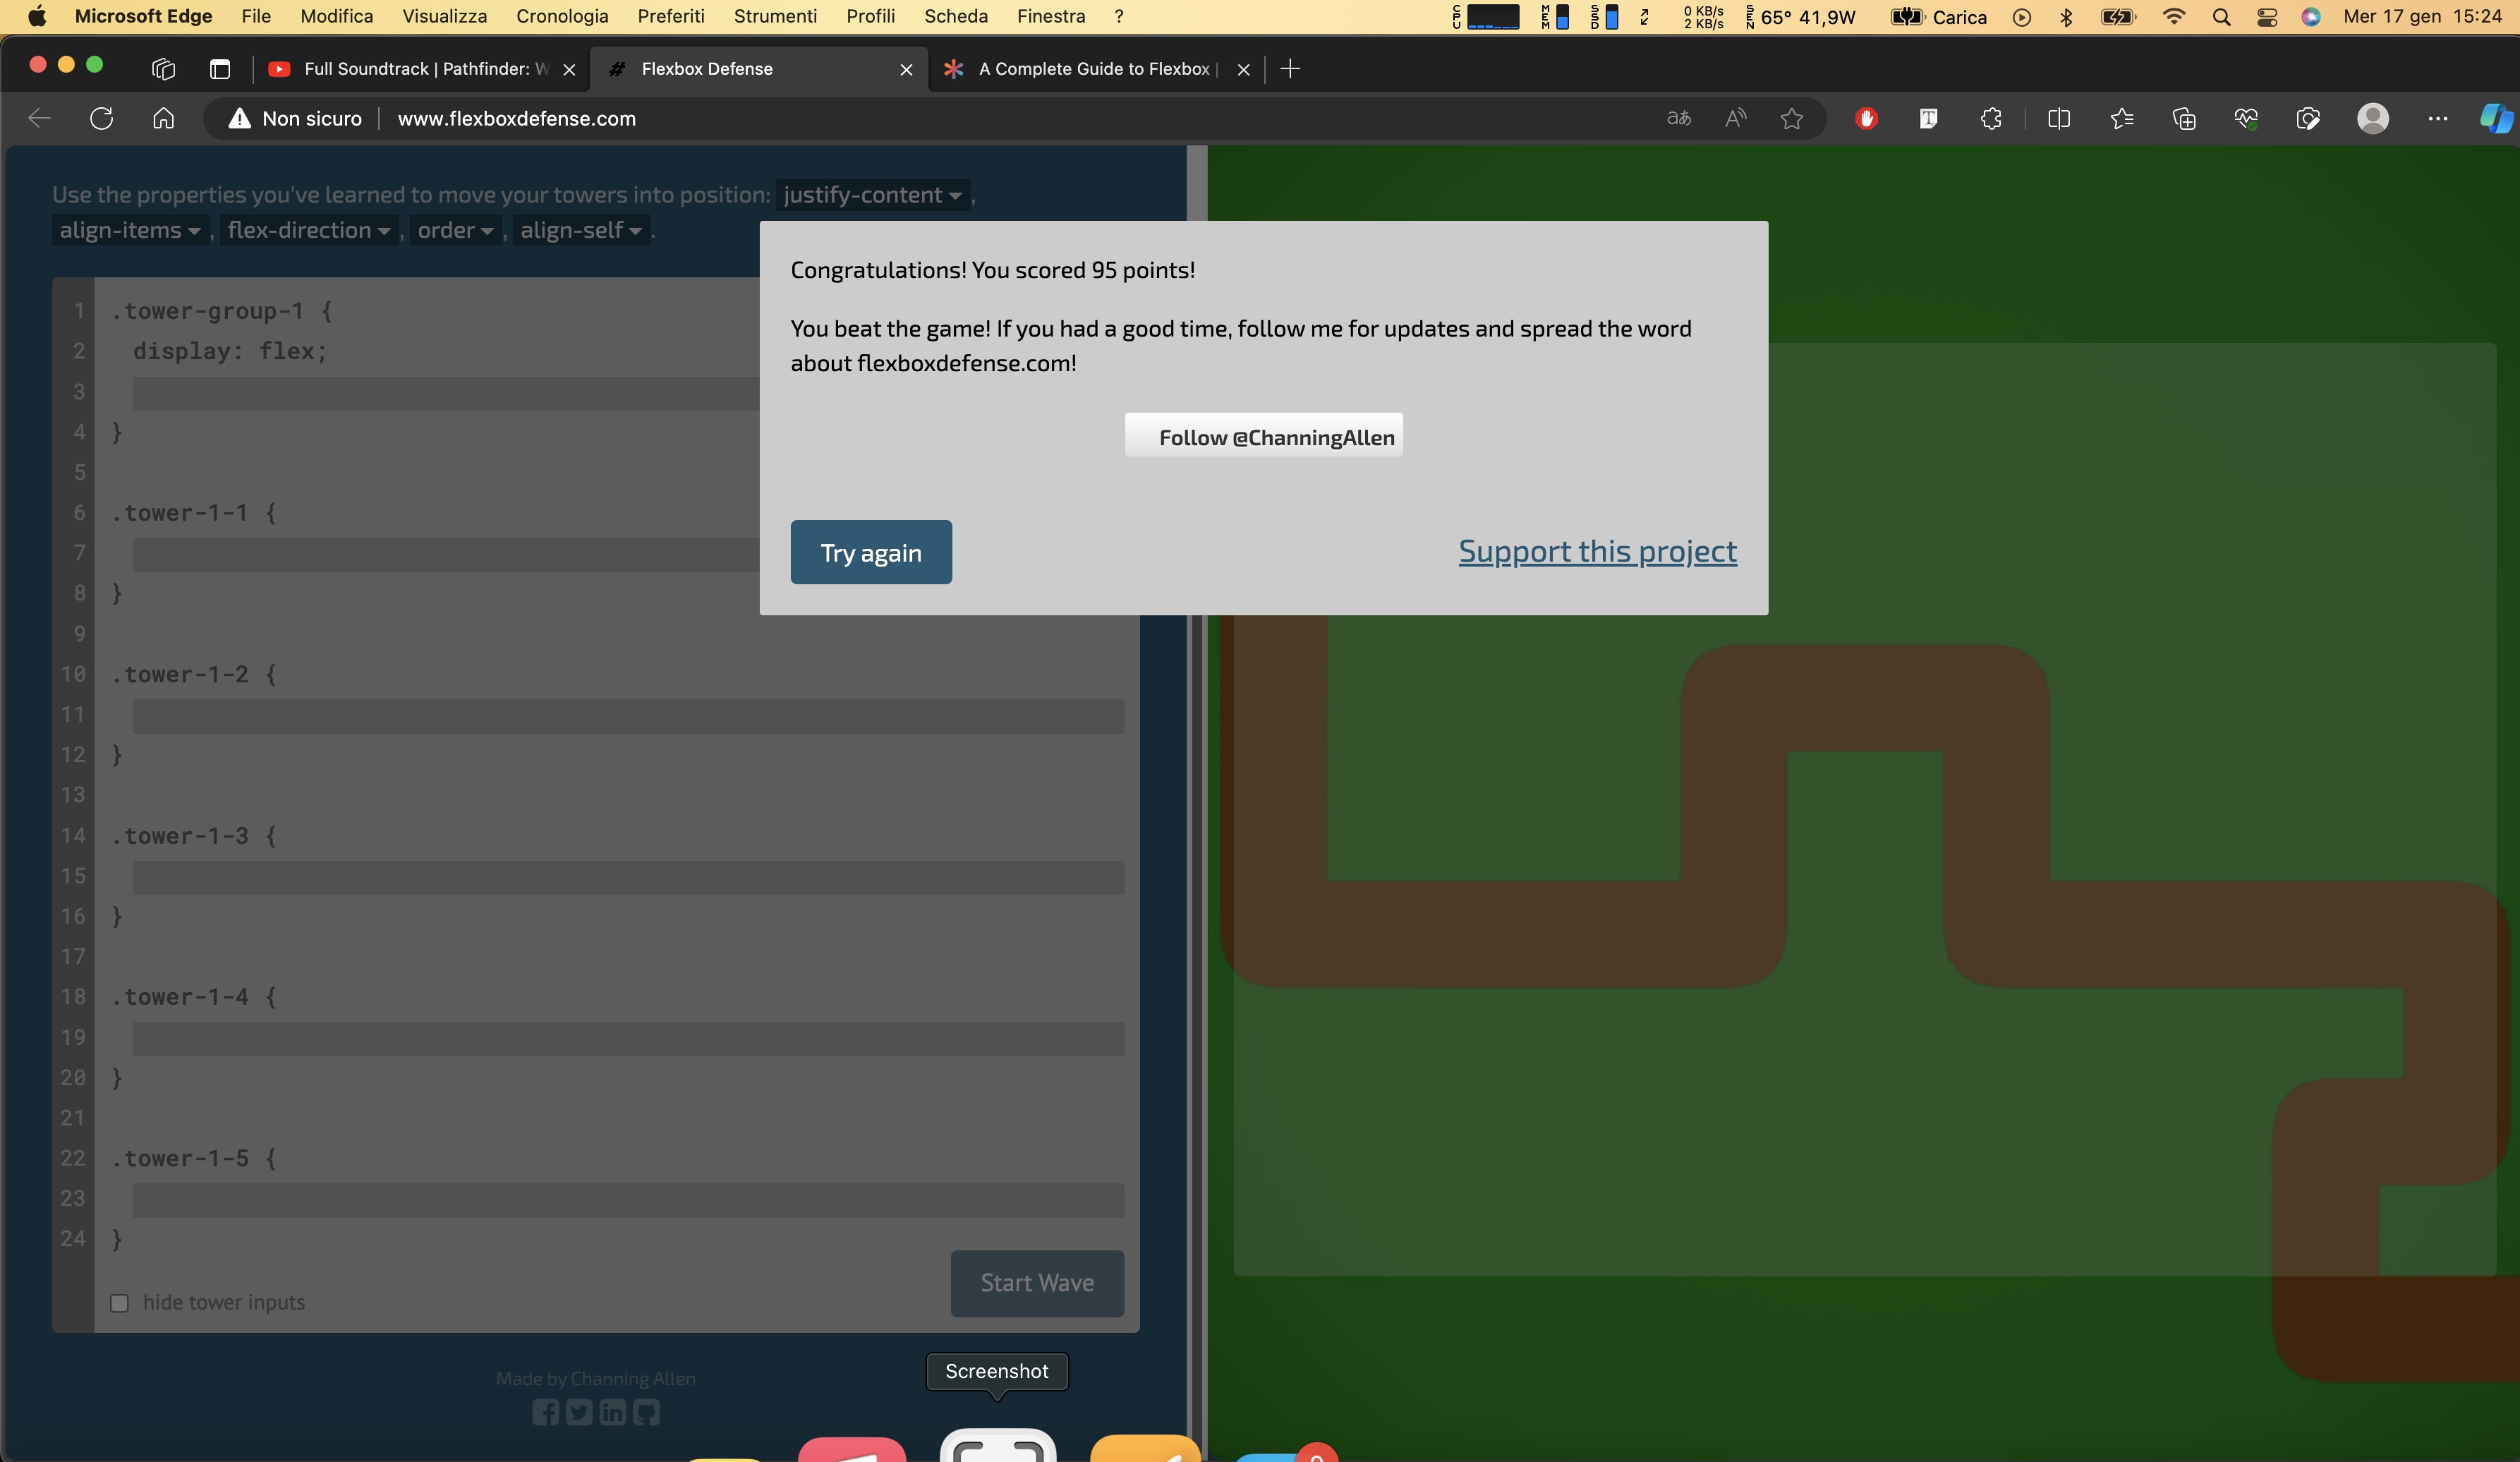 Microsoft Edge File Modifica Visualizza Cronologia Preferiti Strumenti Profili Scheda Finestra ? CPU MEM SSD 0 KB/s 2 KB/s SEN 65° 41,9W Carica Mer 17 gen 15:24
Full Soundtrack | Pathfinder: W Flexbox Defense A Complete Guide to Flexbox |
Non sicuro www.flexboxdefense.com
Use the properties you've learned to move your towers into position: justify-content,
align-items, flex-direction, order, align-self.
Congratulations! You scored 95 points!
You beat the game! If you had a good time, follow me for updates and spread the word
about flexboxdefense.com!
Follow @ChanningAllen
Try again Support this project
1 .tower-group-1 {
2 display: flex;
3
4 }
5
6 .tower-1-1 {
7
8 }
9
10 .tower-1-2 {
11
12 }
13
14 .tower-1-3 {
15
16 }
17
18 .tower-1-4 {
19
20 }
21
22 .tower-1-5 {
23
24 }
hide tower inputs Start Wave
Made by Channing Allen
Screenshot